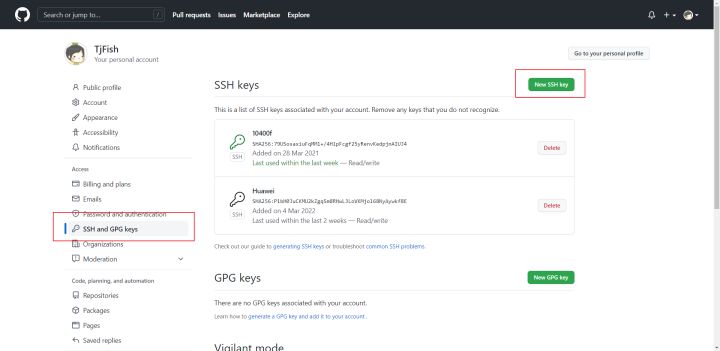 Search or jump to...
/
Pull requests Issues Marketplace Explore
TjFish
Your personal account
Go to your personal profile
Public profile
Account
Appearance
Accessibility
Notifications
Access
Billing and plans
Emails
Password and authentication
SSH and GPG keys
Organizations
Moderation
Code, planning, and automation
Repositories
Packages
Pages
Saved replies
SSH keys
New SSH key
This is a list of SSH keys associated with your account. Remove any keys that you do not recognize.
10400f
SSH
Added on 28 Mar 2021
Last used within the last week — Read/write
Delete
Huawei
SSH
Added on 4 Mar 2022
Last used within the last 2 weeks — Read/write
Delete
Check out our guide to generating SSH keys or troubleshoot common SSH problems.
GPG keys
New GPG key
There are no GPG keys associated with your account.
Learn how to generate a GPG key and add it to your account .
Vigilant mode